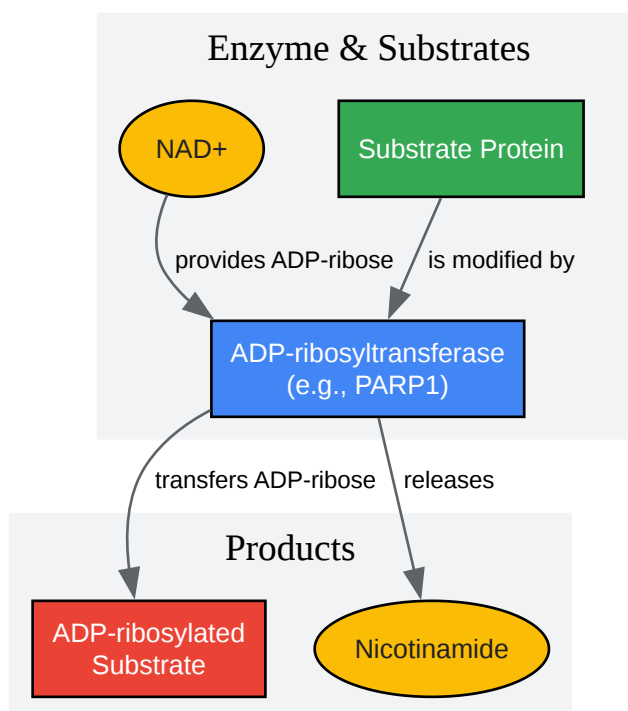 Enzyme & Substrates
NAD+
Substrate Protein
provides ADP-ribose
is modified by
ADP-ribosyltransferase
(e.g., PARP1)
transfers ADP-ribose
releases
Products
ADP-ribosylated
Substrate
Nicotinamide